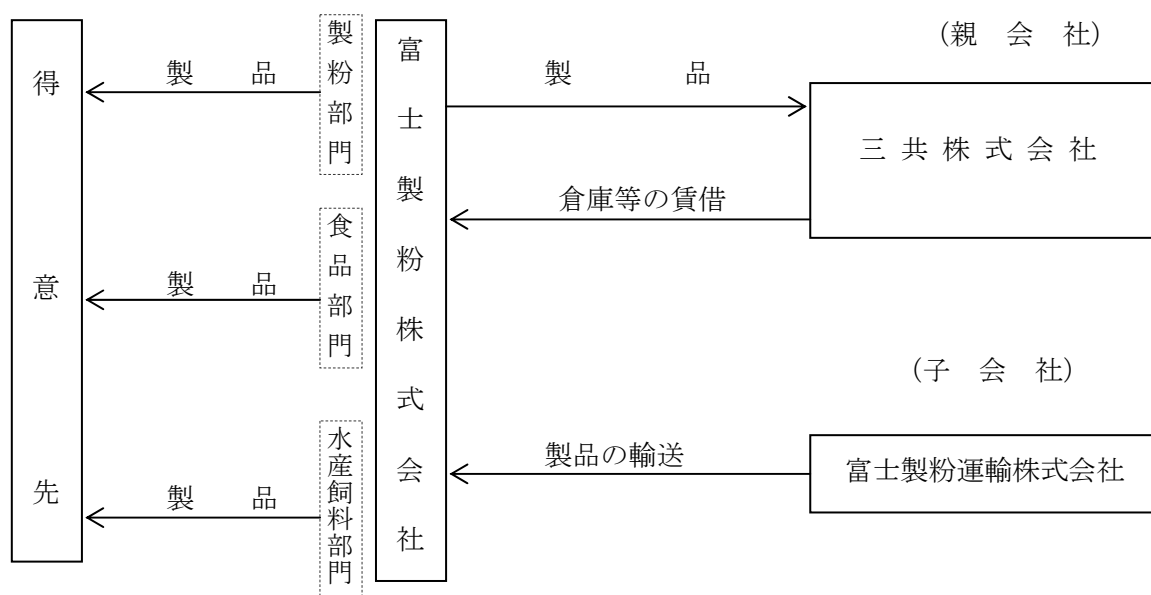 得意先
製品
製粉部門
製品
食品部門
製品
水産飼料部門
富士製粉株式会社
製品
倉庫等の賃借
製品の輸送
（親会社）
三共株式会社
（子会社）
富士製粉運輸株式会社